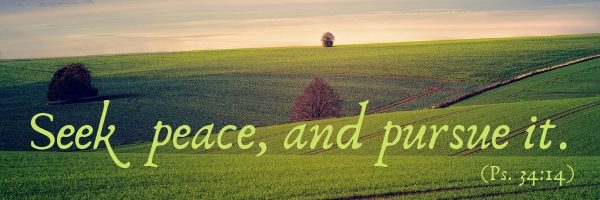 Seek peace, and pursue it.
(Ps. 34:14)